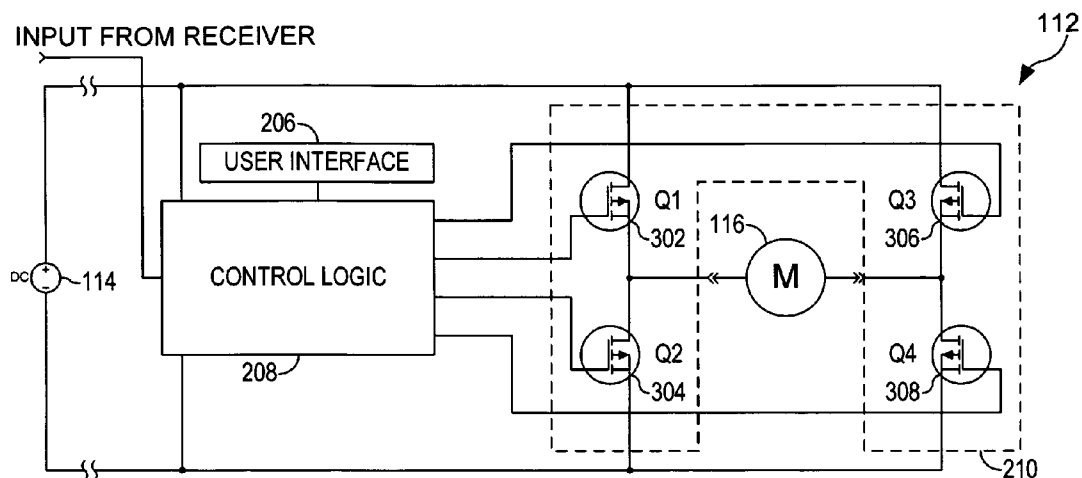 112
INPUT FROM RECEIVER
206
USER INTERFACE
Q1
302
116
Q3
306
DC
+
-
114
CONTROL LOGIC
M
208
Q2
304
Q4
308
210